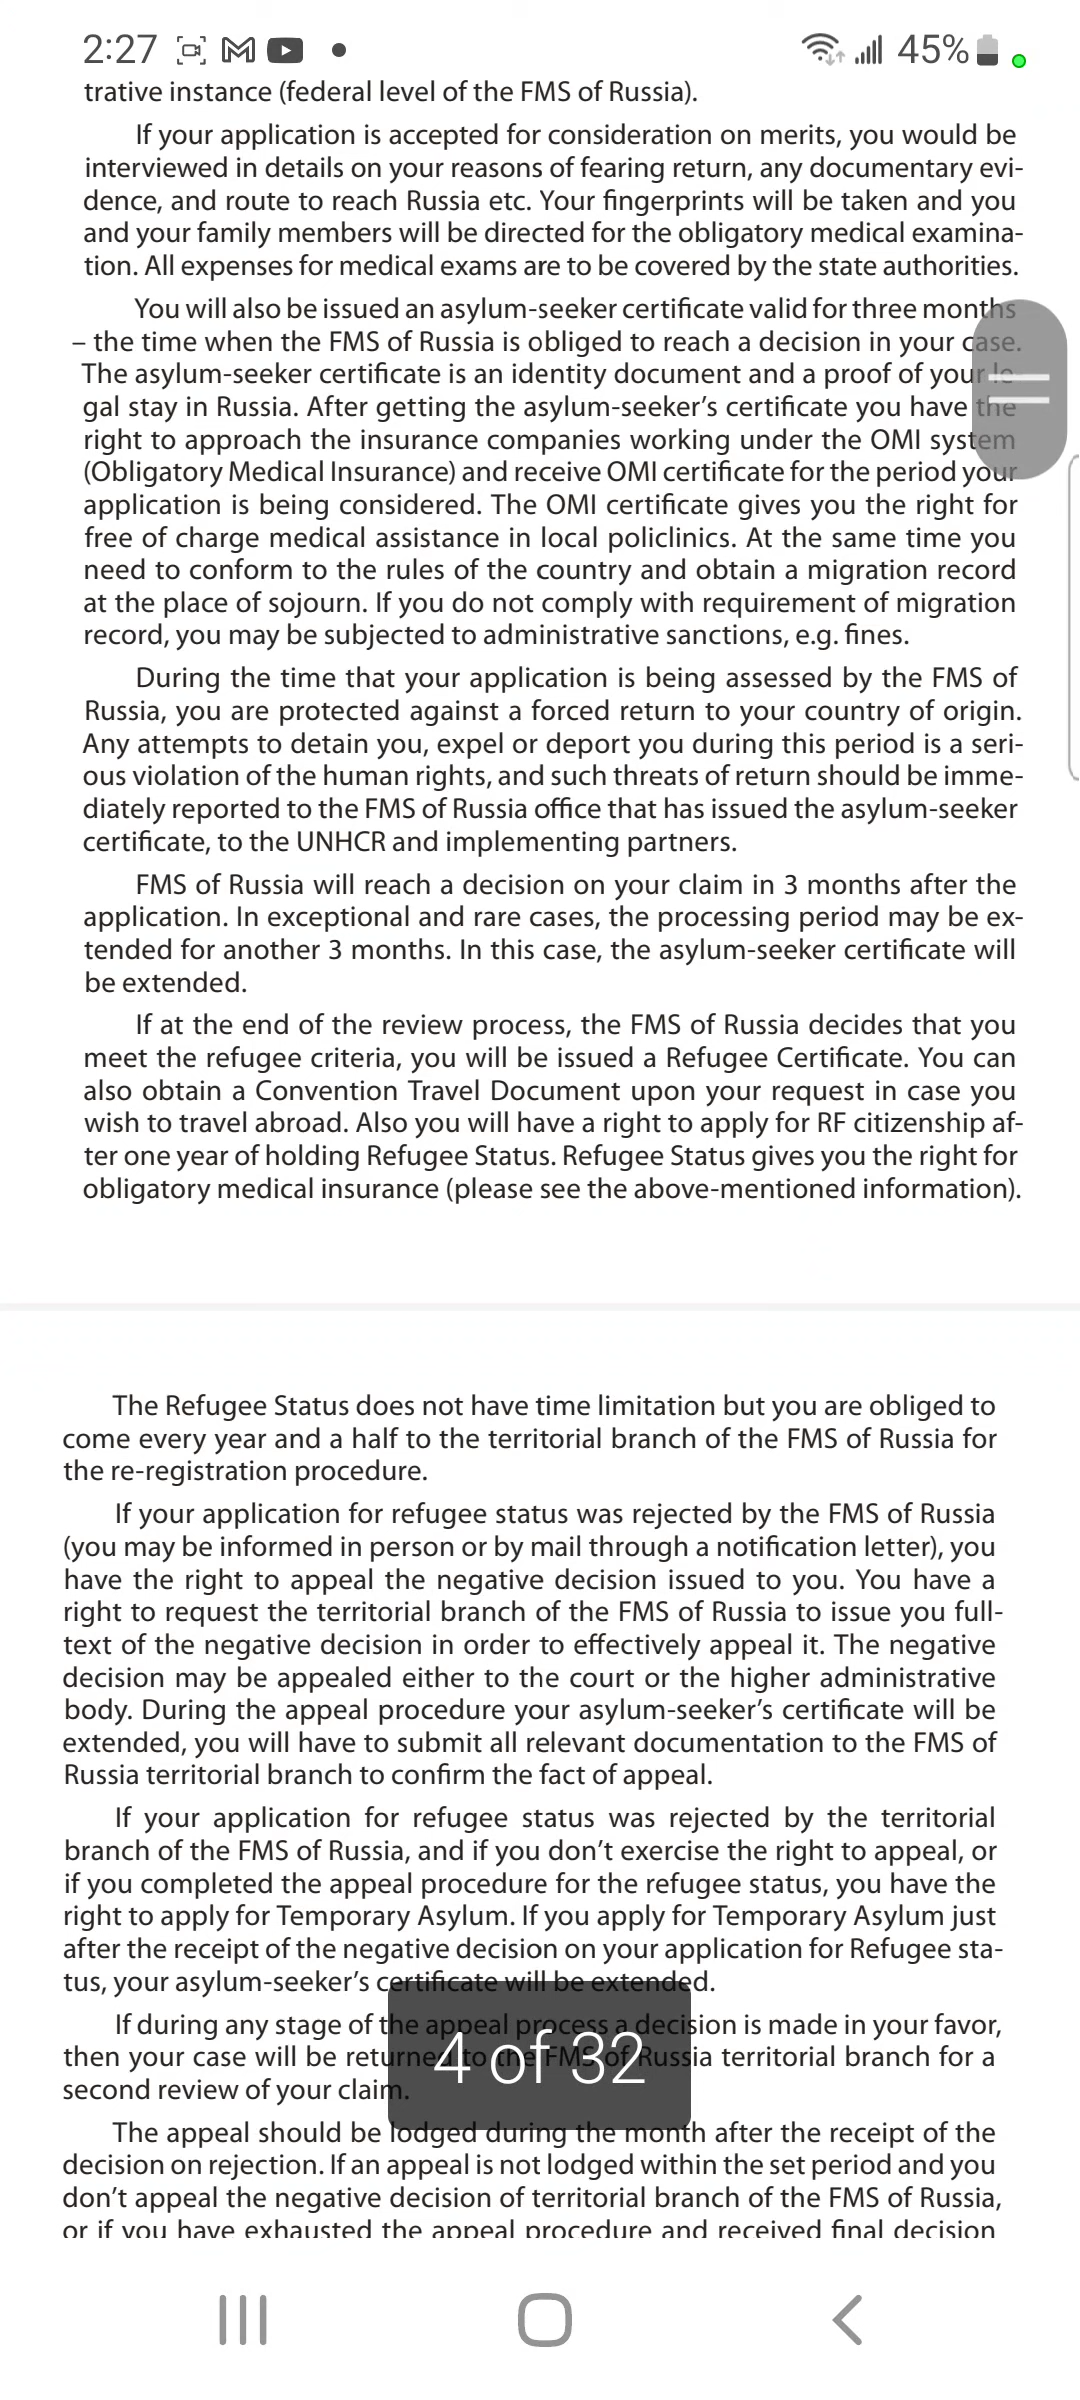 2:27
45%
trative instance (federal level of the FMS of Russia).
If your application is accepted for consideration on merits, you would be
interviewed in details on your reasons of fearing return, any documentary evi-
dence, and route to reach Russia etc. Your fingerprints will be taken and you
and your family members will be directed for the obligatory medical examina-
tion. All expenses for medical exams are to be covered by the state authorities.
You will also be issued an asylum-seeker certificate valid for three months
– the time when the FMS of Russia is obliged to reach a decision in your case.
The asylum-seeker certificate is an identity document and a proof of your le-
gal stay in Russia. After getting the asylum-seeker’s certificate you have the
right to approach the insurance companies working under the OMI system
(Obligatory Medical Insurance) and receive OMI certificate for the period your
application is being considered. The OMI certificate gives you the right for
free of charge medical assistance in local policlinics. At the same time you
need to conform to the rules of the country and obtain a migration record
at the place of sojourn. If you do not comply with requirement of migration
record, you may be subjected to administrative sanctions, e.g. fines.
During the time that your application is being assessed by the FMS of
Russia, you are protected against a forced return to your country of origin.
Any attempts to detain you, expel or deport you during this period is a seri-
ous violation of the human rights, and such threats of return should be imme-
diately reported to the FMS of Russia office that has issued the asylum-seeker
certificate, to the UNHCR and implementing partners.
FMS of Russia will reach a decision on your claim in 3 months after the
application. In exceptional and rare cases, the processing period may be ex-
tended for another 3 months. In this case, the asylum-seeker certificate will
be extended.
If at the end of the review process, the FMS of Russia decides that you
meet the refugee criteria, you will be issued a Refugee Certificate. You can
also obtain a Convention Travel Document upon your request in case you
wish to travel abroad. Also you will have a right to apply for RF citizenship af-
ter one year of holding Refugee Status. Refugee Status gives you the right for
obligatory medical insurance (please see the above-mentioned information).
The Refugee Status does not have time limitation but you are obliged to
come every year and a half to the territorial branch of the FMS of Russia for
the re-registration procedure.
If your application for refugee status was rejected by the FMS of Russia
(you may be informed in person or by mail through a notification letter), you
have the right to appeal the negative decision issued to you. You have a
right to request the territorial branch of the FMS of Russia to issue you full-
text of the negative decision in order to effectively appeal it. The negative
decision may be appealed either to the court or the higher administrative
body. During the appeal procedure your asylum-seeker’s certificate will be
extended, you will have to submit all relevant documentation to the FMS of
Russia territorial branch to confirm the fact of appeal.
If your application for refugee status was rejected by the territorial
branch of the FMS of Russia, and if you don’t exercise the right to appeal, or
if you completed the appeal procedure for the refugee status, you have the
right to apply for Temporary Asylum. If you apply for Temporary Asylum just
after the receipt of the negative decision on your application for Refugee sta-
tus, your asylum-seeker’s certificate will be extended.
If during any stage of the appeal process a decision is made in your favor,
then your case will be returned to the FMS of Russia territorial branch for a
second review of your claim.
4 of 32
The appeal should be lodged during the month after the receipt of the
decision on rejection. If an appeal is not lodged within the set period and you
don’t appeal the negative decision of territorial branch of the FMS of Russia,
or if you have exhausted the appeal procedure and received final decision